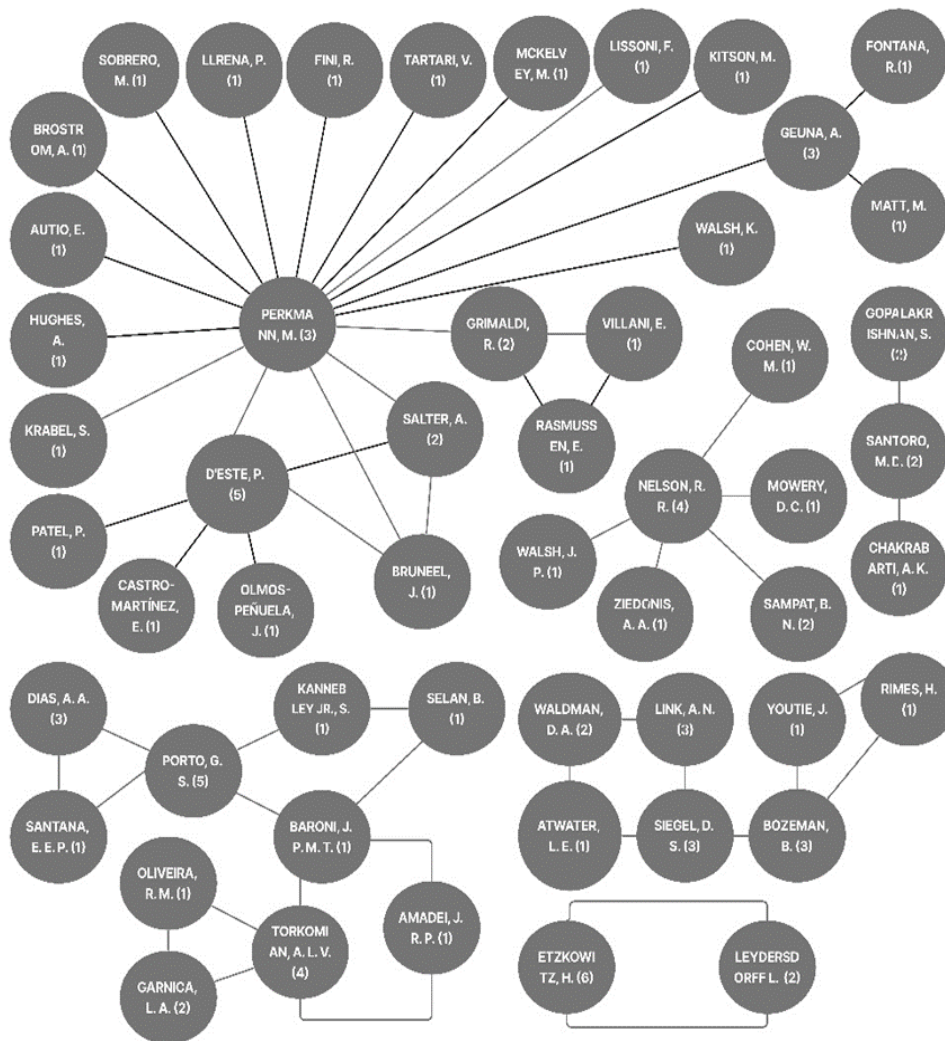 SOBRERO,
M. (1)
LLRENA, P.
(1)
FINI, R.
(1)
TARTARI, V.
(1)
MCKELV
EY, M. (1)
LISSONI, F.
(1)
KITSON, M.
(1)
FONTANA,
R.(1)
BROSTR
OM, A. (1)
GEUNA, A.
(3)
AUTIO, E.
(1)
MATT, M.
(1)
WALSH, K.
(1)
HUGHES,
A.
(1)
PERKMA
NN, M. (3)
GRIMALDI,
R. (2)
VILLANI, E.
(1)
COHEN, W.
M. (1)
GOPALAKR
ISHNAN, S.
(2)
KRABEL, S.
(1)
SALTER, A.
(2)
RASMUSS
EN, E.
(1)
SANTORO,
M.D. (2)
D'ESTE, P.
(5)
NELSON, R.
R. (4)
MOWERY,
D. C. (1)
PATEL, P.
(1)
CASTRO-
MARTÍNEZ,
E. (1)
OLMOS-
PEÑUELA,
J. (1)
BRUNEEL,
J. (1)
WALSH, J.
P. (1)
ZIEDONIS,
A. A. (1)
SAMPAT, B.
N. (2)
CHAKRAB
ARTI, A. K.
(1)
DIAS, A. A.
(3)
KANNEB
LEY JR., S.
(1)
SELAN, B.
(1)
WALDMAN,
D. A. (2)
LINK, A. N.
(3)
YOUTIE, J.
(1)
RIMES, H.
(1)
PORTO, G.
S. (5)
SANTANA,
E. E. P. (1)
BARONI, J.
P. M. T. (1)
ATWATER,
L. E. (1)
SIEGEL, D.
S. (3)
BOZEMAN,
B. (3)
OLIVEIRA,
R. M. (1)
TORKOMI
AN, A. L. V.
(4)
AMADEI, J.
R. P. (1)
GARNICA,
L. A. (2)
ETZKOWI
TZ, H. (6)
LEYDERSD
ORFF L. (2)